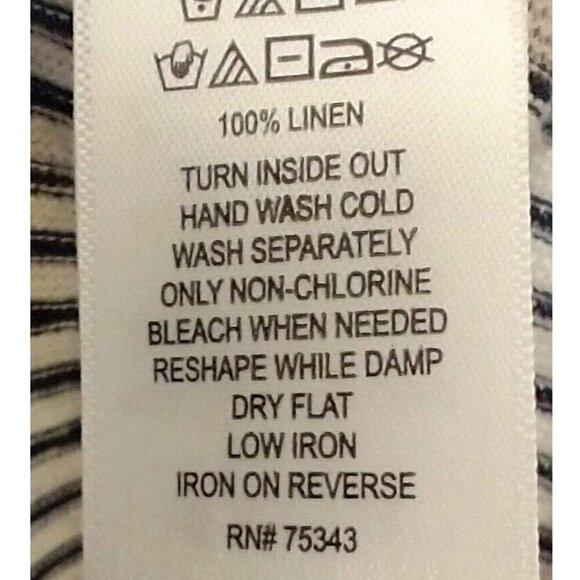 100% LINEN
TURN INSIDE OUT
HAND WASH COLD
WASH SEPARATELY
ONLY NON-CHLORINE
BLEACH WHEN NEEDED
RESHAPE WHILE DAMP
DRY FLAT
LOW IRON
IRON ON REVERSE
RN# 75343